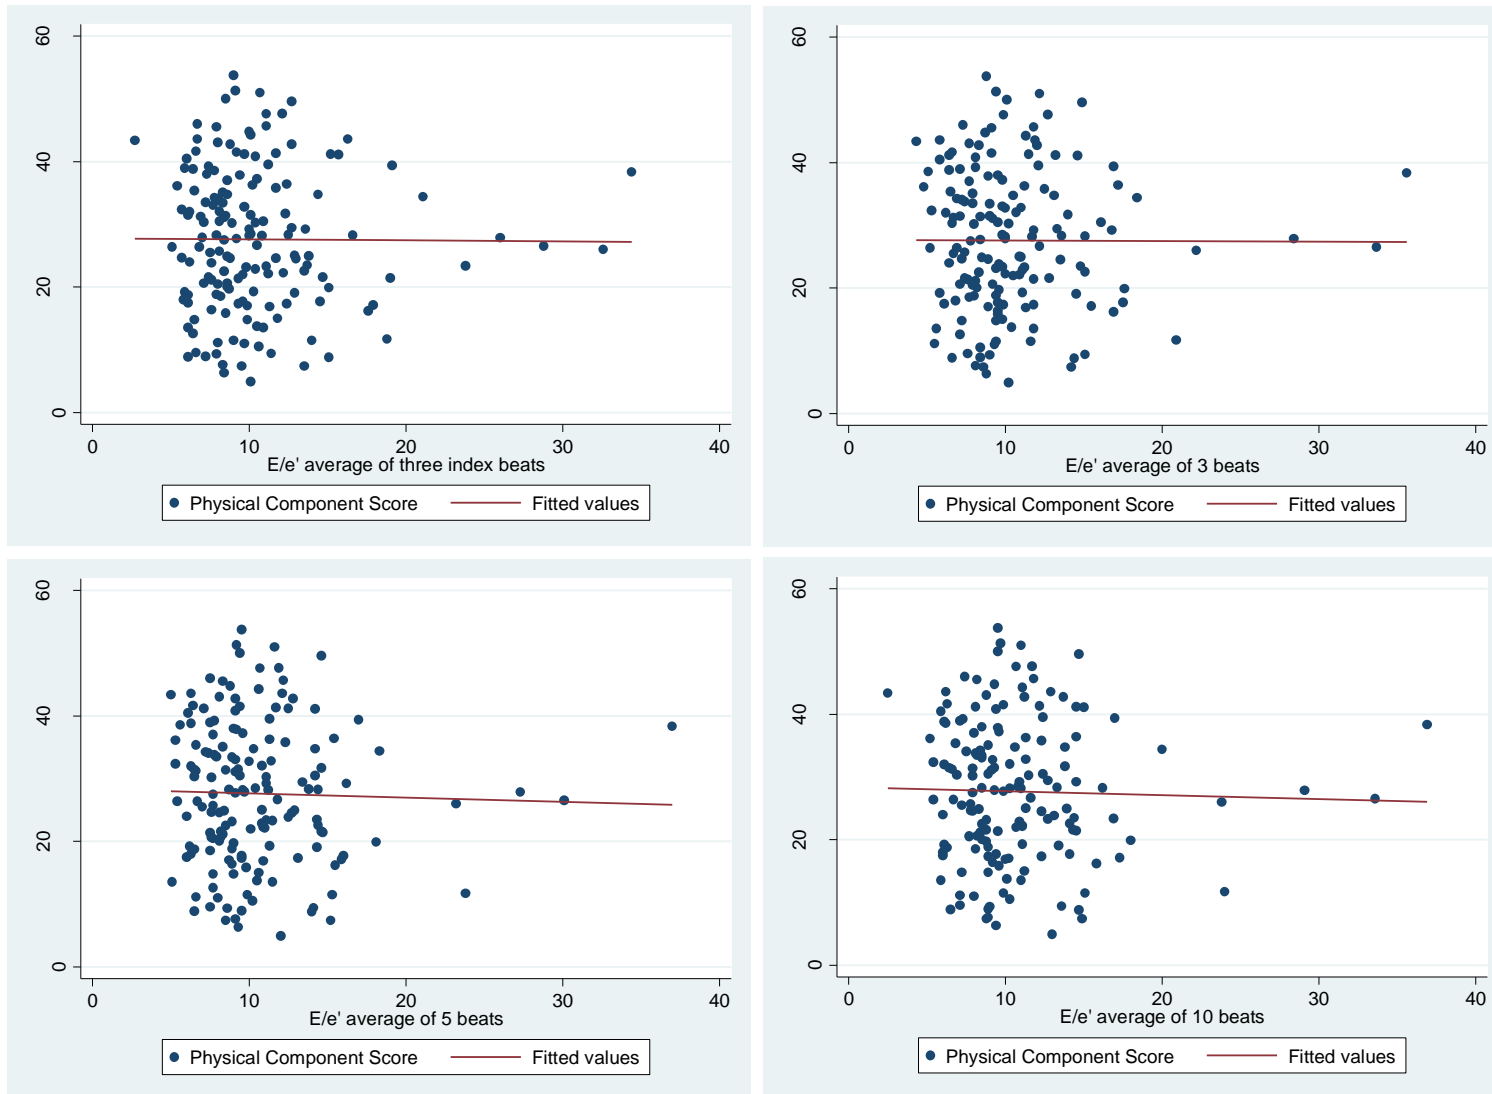 60
40
20
0
0 10 20 30 40
E/e' average of three index beats
Physical Component Score Fitted values
60
40
20
0
0 10 20 30 40
E/e' average of 3 beats
Physical Component Score Fitted values
60
40
20
0
0 10 20 30 40
E/e' average of 5 beats
Physical Component Score Fitted values
60
40
20
0
0 10 20 30 40
E/e' average of 10 beats
Physical Component Score Fitted values